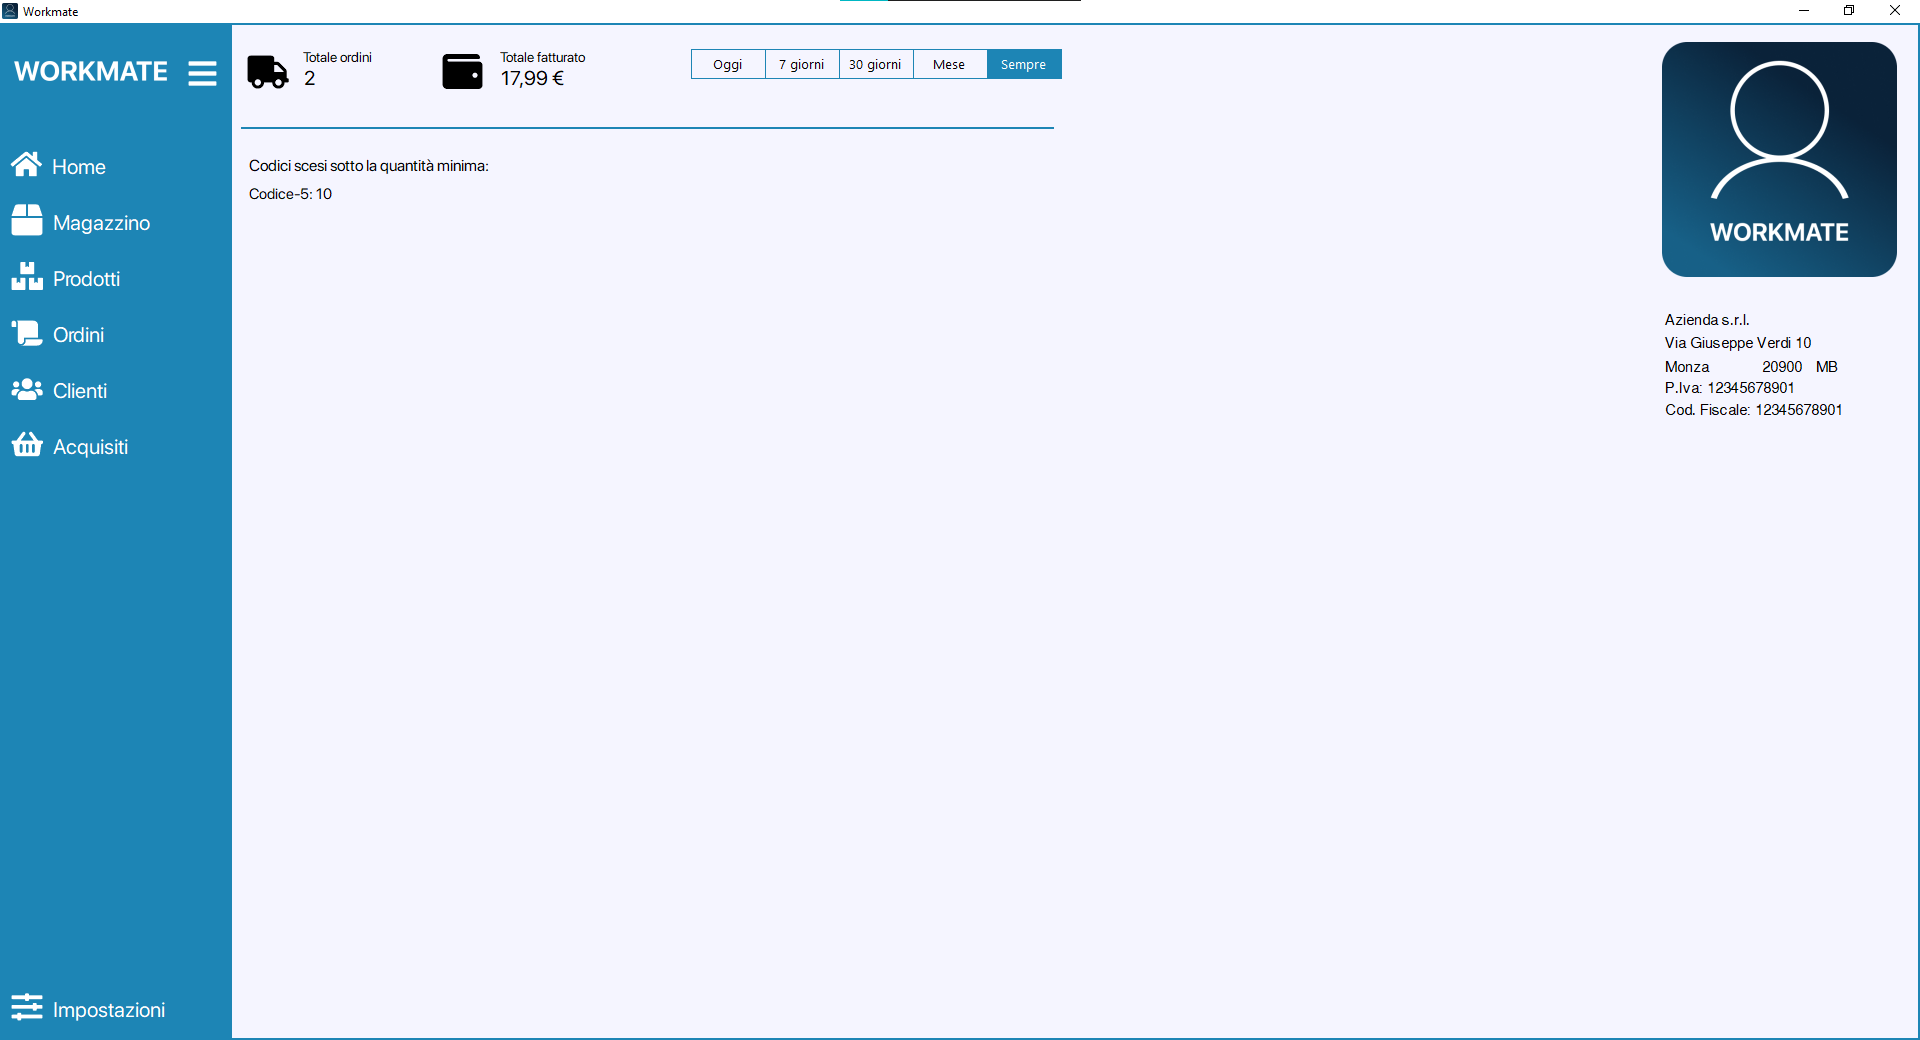 Workmate
WORKMATE
Home
Magazzino
Prodotti
Ordini
Clienti
Acquisiti
Impostazioni
Totale ordini
2
Totale fatturato
17,99 €
Oggi 7 giorni 30 giorni Mese Sempre
Codici scesi sotto la quantità minima:
Codice-5: 10
WORKMATE
Azienda s.r.l.
Via Giuseppe Verdi 10
Monza 20900 MB
P.Iva: 12345678901
Cod. Fiscale: 12345678901